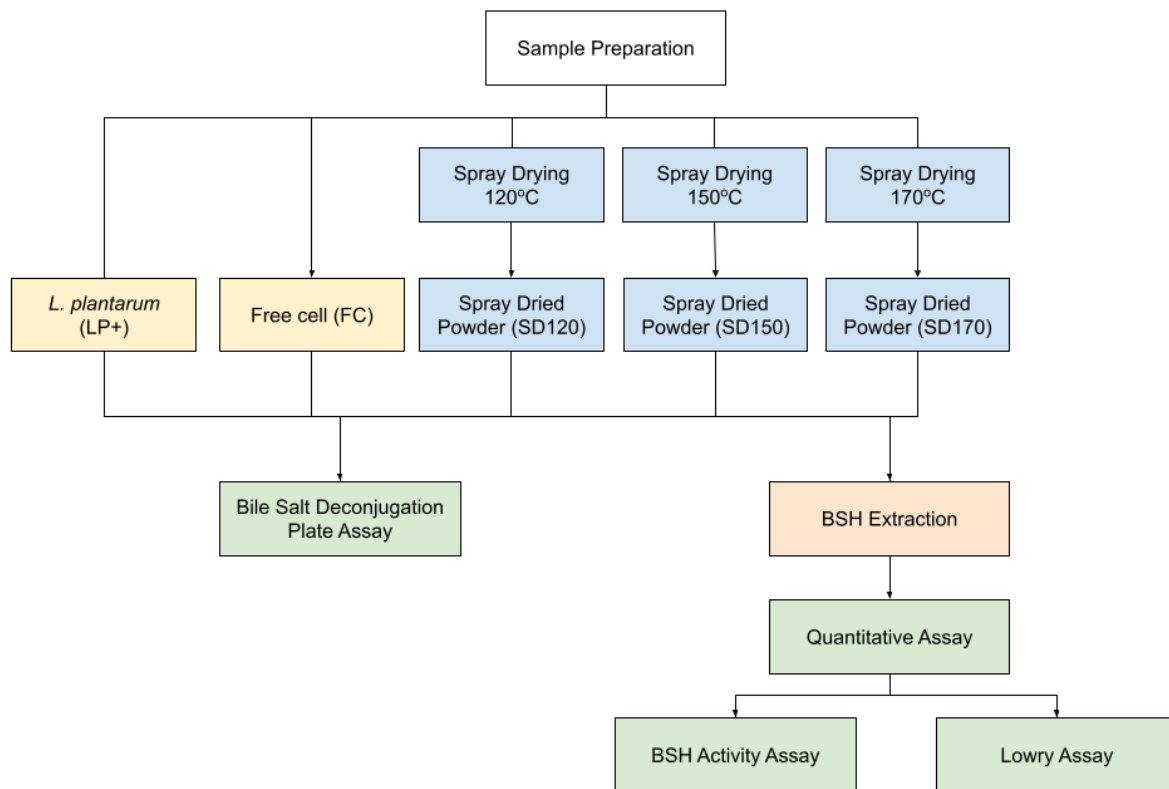 Sample Preparation
Spray Drying
120ºC
Spray Drying
150ºC
Spray Drying
170ºC
L. plantarum
(LP+)
Free cell (FC)
Spray Dried
Powder (SD120)
Spray Dried
Powder (SD150)
Spray Dried
Powder (SD170)
Bile Salt Deconjugation
Plate Assay
BSH Extraction
Quantitative Assay
BSH Activity Assay
Lowry Assay